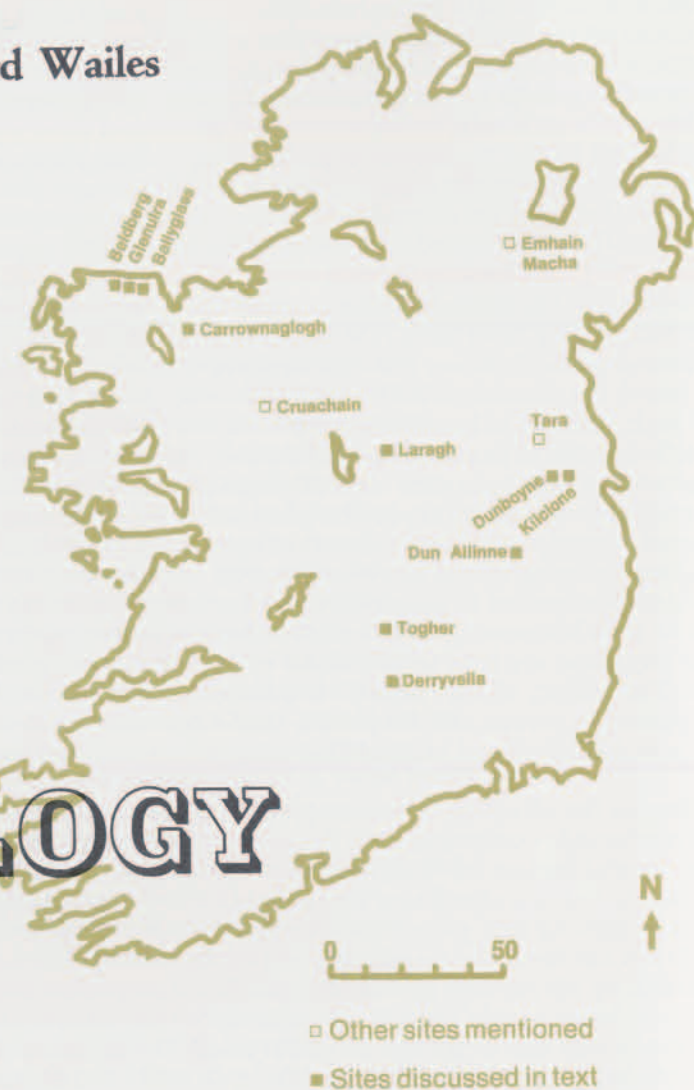 d Wailes
Beldberg
Glenulra
Ballyglass
□ Emhain
Macha
■ Carrownaglogh
□ Cruachain
Tara
□
■ Laragh
Dunboyne
Kilclone
Dun Ailinne ■
■ Togher
■ Derryvella
LOGY
N
0 50
□ Other sites mentioned
■ Sites discussed in text